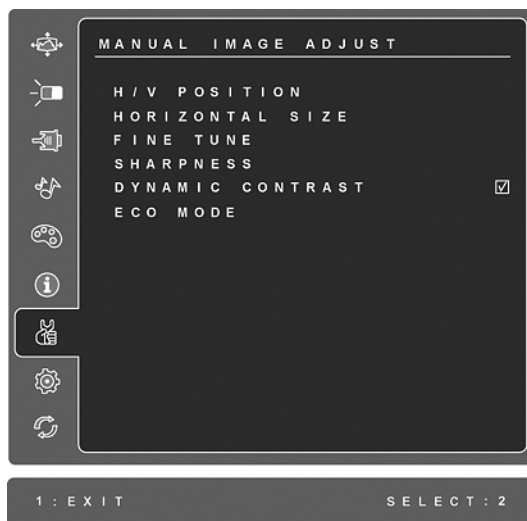 MANUAL IMAGE ADJUST
H/V POSITION
HORIZONTAL SIZE
FINE TUNE
SHARPNESS
DYNAMIC CONTRAST
ECO MODE
1:EXIT SELECT:2